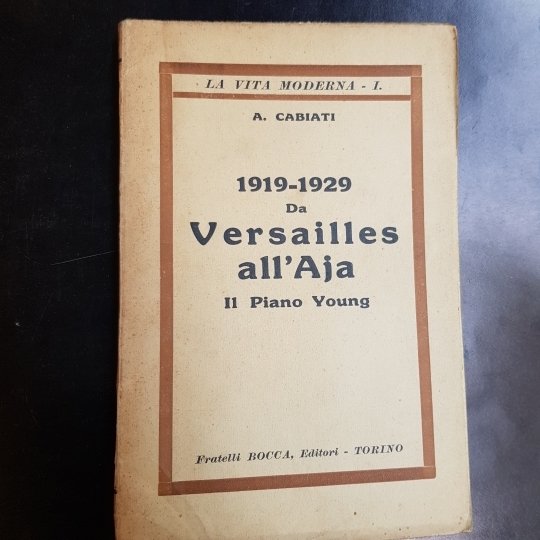 LA VITA MODERNA - I.
A. CABIATI
1919-1929
Da
Versailles
all'Aja
Il Piano Young
Fratelli BOCCA, Editori - TORINO